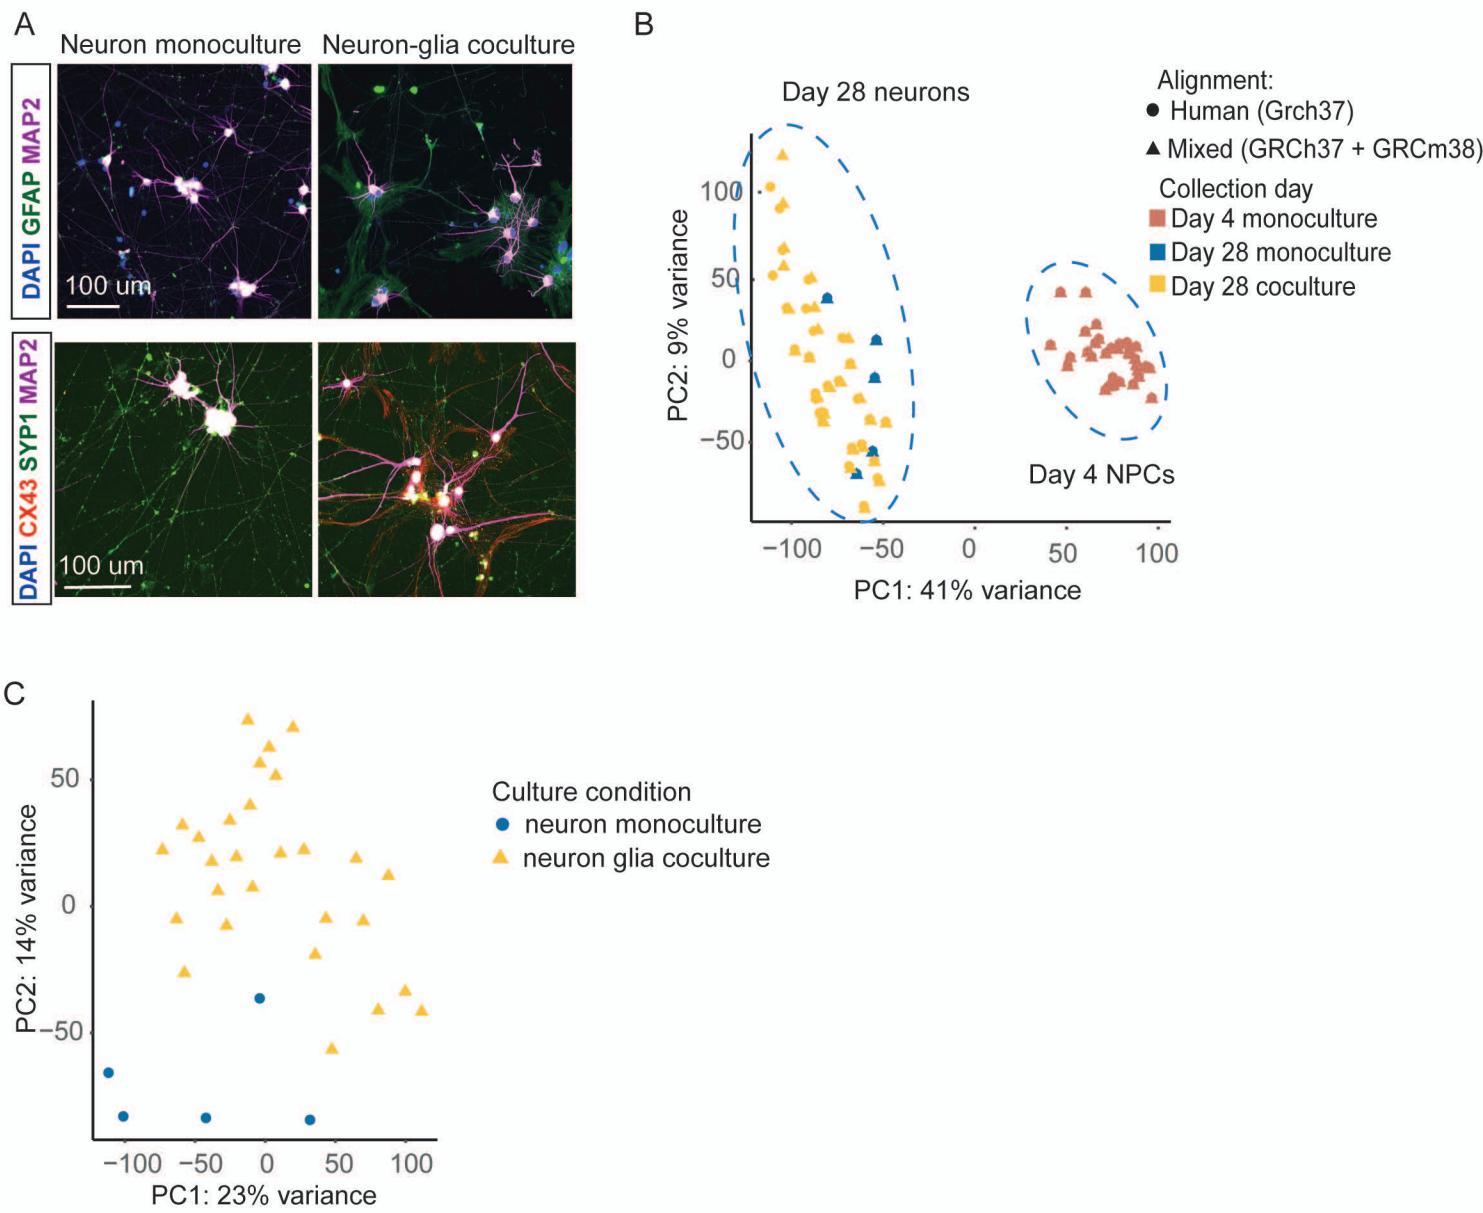 A
Neuron monoculture
Neuron-glia coculture
DAPI GFAP MAP2
100 um
DAPI CX43 SYP1 MAP2
100 um
B
Day 28 neurons
Alignment:
Human (Grch37)
Mixed (GRCh37 + GRCm38)
Collection day
Day 4 monoculture
Day 28 monoculture
Day 28 coculture
PC2: 9% variance
100
50
0
−50
Day 4 NPCs
−100
−50
0
50
100
PC1: 41% variance
C
PC2: 14% variance
50
0
−50
Culture condition
neuron monoculture
neuron glia coculture
−100
−50
0
50
100
PC1: 23% variance